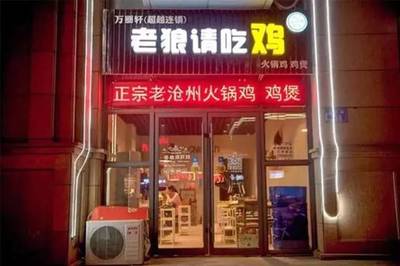 万丽轩(超越连锁)
老狼请吃鸡
火锅鸡 鸡煲
正宗老沧州火锅鸡 鸡煲